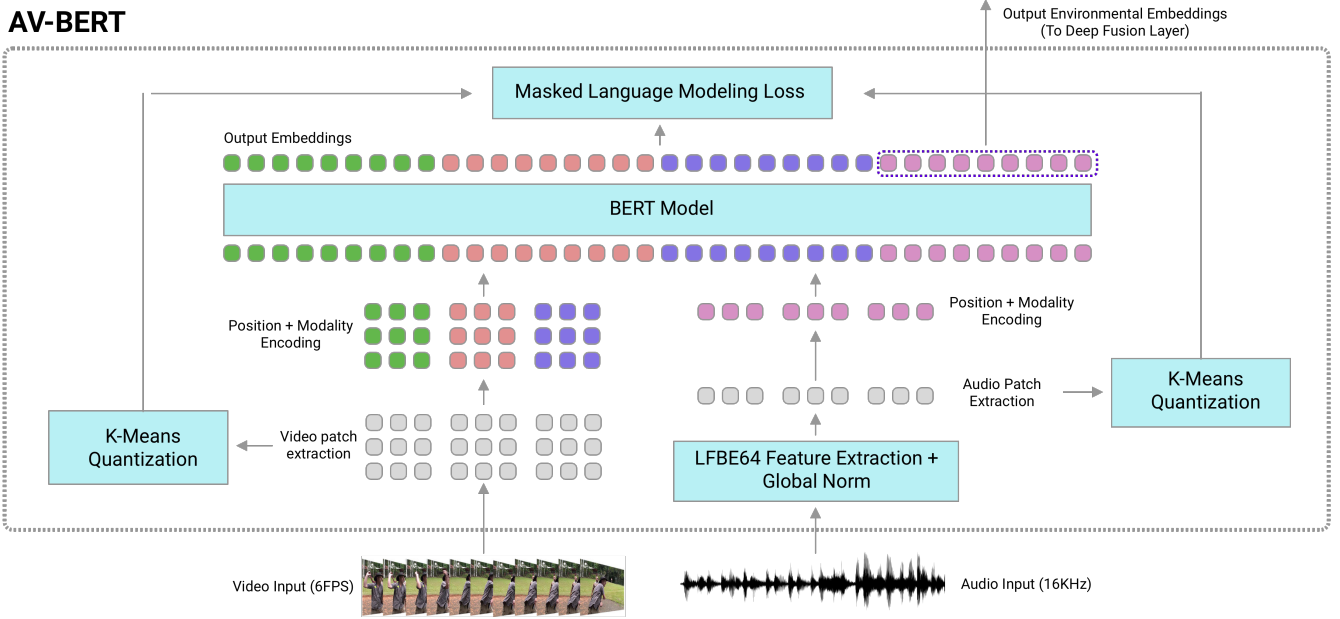 AV-BERT
Output Environmental Embeddings
(To Deep Fusion Layer)
Masked Language Modeling Loss
Output Embeddings
BERT Model
Position + Modality
Encoding
Position + Modality
Encoding
K-Means
Quantization
Video patch
extraction
Audio Patch
Extraction
K-Means
Quantization
LFBE64 Feature Extraction +
Global Norm
Video Input (6FPS)
Audio Input (16KHz)